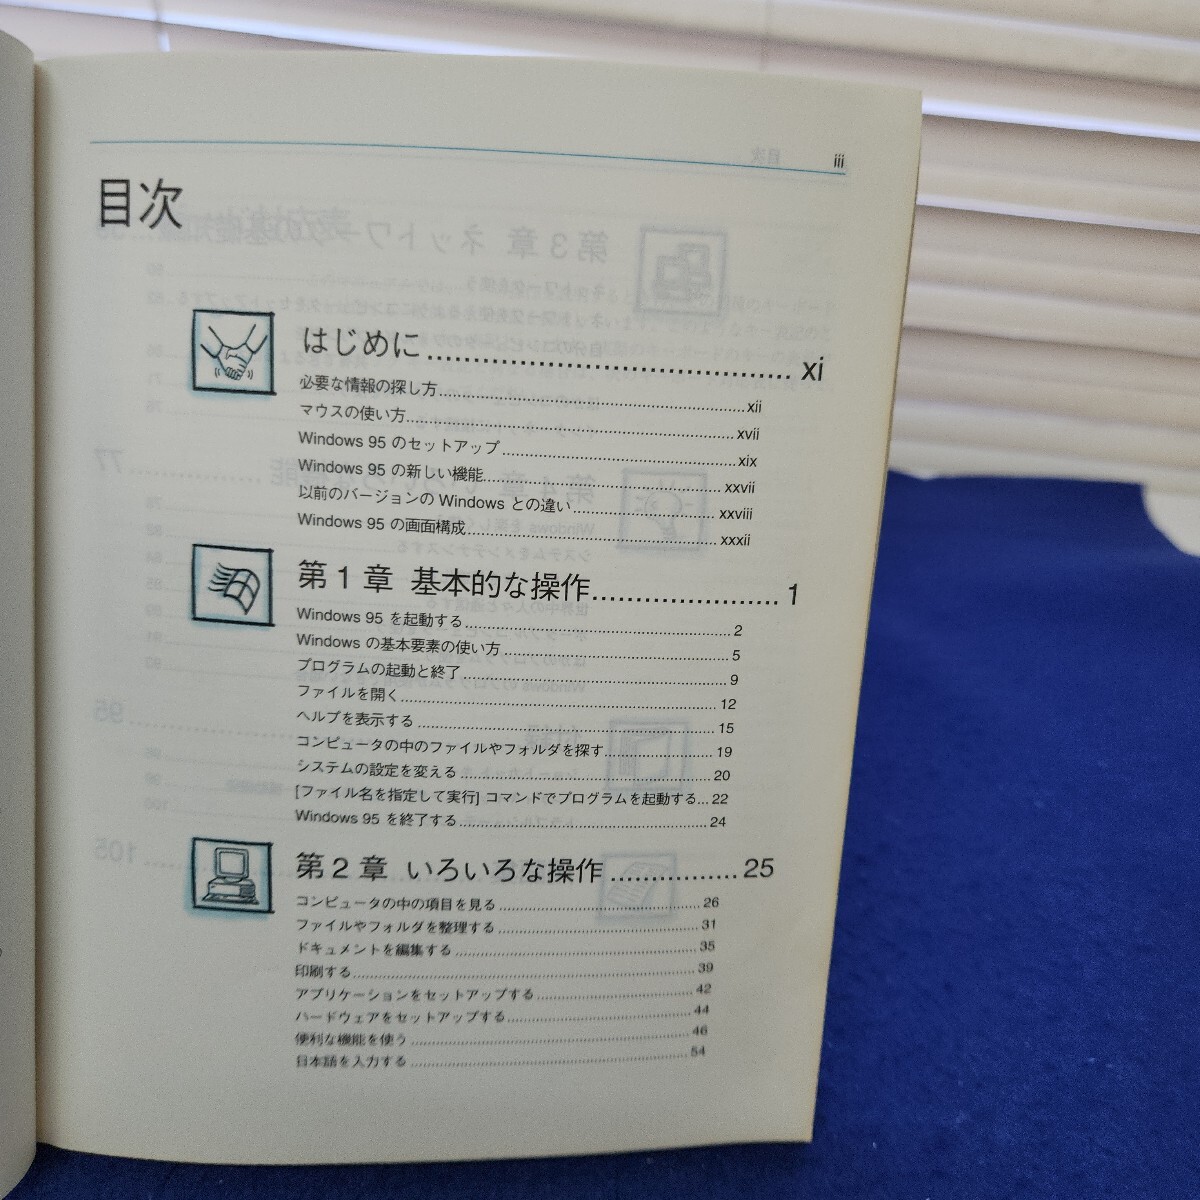 iii
目次
はじめに xi
必要な情報の探し方 xii
マウスの使い方 xvii
Windows 95 のセットアップ xix
Windows 95 の新しい機能 xxvii
以前のバージョンの Windows との違い xxviii
Windows 95 の画面構成 xxxii
第 1 章 基本的な操作 1
Windows 95 を起動する 2
Windows の基本要素の使い方 5
プログラムの起動と終了 9
ファイルを開く 12
ヘルプを表示する 15
コンピュータの中のファイルやフォルダを探す 19
システムの設定を変える 20
[ファイル名を指定して実行] コマンドでプログラムを起動する 22
Windows 95 を終了する 24
第 2 章 いろいろな操作 25
コンピュータの中の項目を見る 26
ファイルやフォルダを整理する 31
ドキュメントを編集する 35
印刷する 39
アプリケーションをセットアップする 42
ハードウェアをセットアップする 44
便利な機能を使う 46
日本語を入力する 54